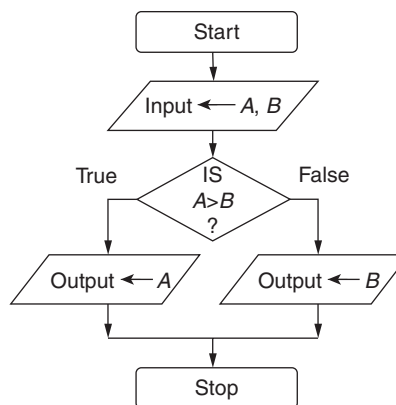 Start
Input ← A, B
True
IS
False
A>B
?
Output ← A
Output ← B
Stop